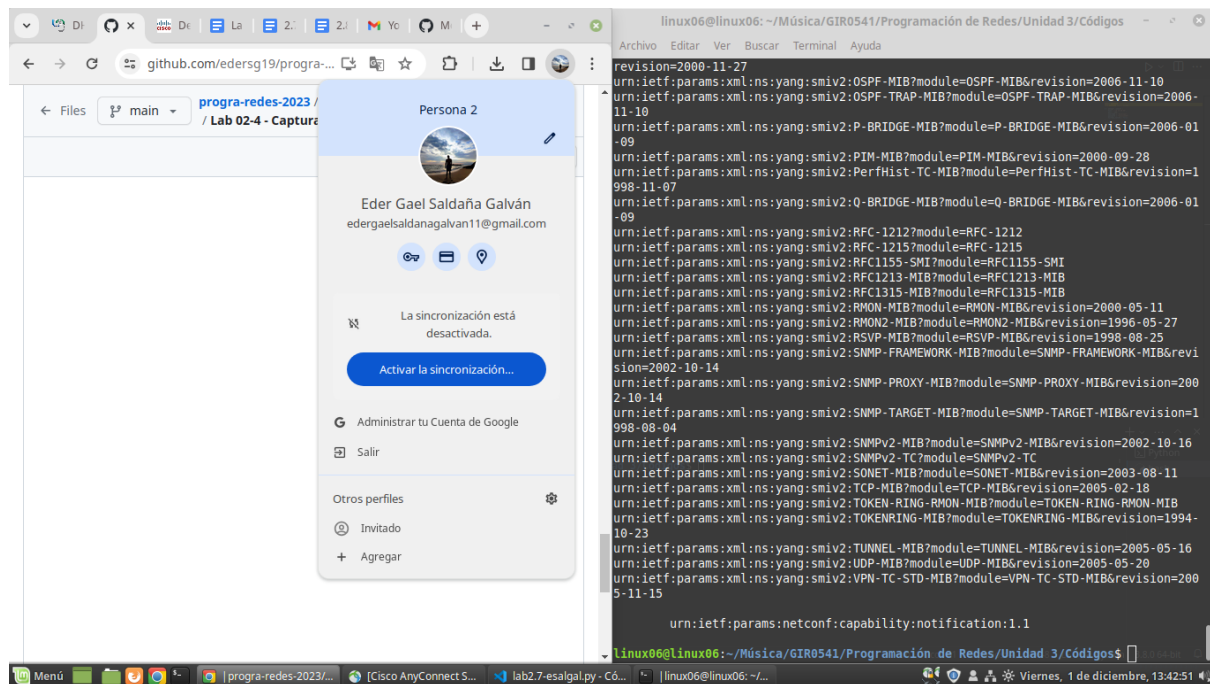 DH
De
La
2.
2.
Yo
M
github.com/edersg19/progra-...
Files
main
progra-redes-2023 /
/ Lab 02-4 - Captura
Persona 2
Eder Gael Saldaña Galván
edergaelsaldanagalvan11@gmail.com
La sincronización está
desactivada.
Activar la sincronización...
Administrar tu Cuenta de Google
Salir
Otros perfiles
Invitado
+ Agregar
linux06@linux06: ~/Música/GIR0541/Programación de Redes/Unidad 3/Códigos
Archivo Editar Ver Buscar Terminal Ayuda
revision=2000-11-27
urn:ietf:params:xml:ns:yang:smiv2:OSPF-MIB?module=OSPF-MIB&revision=2006-11-10
urn:ietf:params:xml:ns:yang:smiv2:OSPF-TRAP-MIB?module=OSPF-TRAP-MIB&revision=2006-
11-10
urn:ietf:params:xml:ns:yang:smiv2:P-BRIDGE-MIB?module=P-BRIDGE-MIB&revision=2006-01
-09
urn:ietf:params:xml:ns:yang:smiv2:PIM-MIB?module=PIM-MIB&revision=2000-09-28
urn:ietf:params:xml:ns:yang:smiv2:PerfHist-TC-MIB?module=PerfHist-TC-MIB&revision=1
998-11-07
urn:ietf:params:xml:ns:yang:smiv2:Q-BRIDGE-MIB?module=Q-BRIDGE-MIB&revision=2006-01
-09
urn:ietf:params:xml:ns:yang:smiv2:RFC-1212?module=RFC-1212
urn:ietf:params:xml:ns:yang:smiv2:RFC-1215?module=RFC-1215
urn:ietf:params:xml:ns:yang:smiv2:RFC1155-SMI?module=RFC1155-SMI
urn:ietf:params:xml:ns:yang:smiv2:RFC1213-MIB?module=RFC1213-MIB
urn:ietf:params:xml:ns:yang:smiv2:RFC1315-MIB?module=RFC1315-MIB
urn:ietf:params:xml:ns:yang:smiv2:RMON-MIB?module=RMON-MIB&revision=2000-05-11
urn:ietf:params:xml:ns:yang:smiv2:RMON2-MIB?module=RMON2-MIB&revision=1996-05-27
urn:ietf:params:xml:ns:yang:smiv2:RSVP-MIB?module=RSVP-MIB&revision=1998-08-25
urn:ietf:params:xml:ns:yang:smiv2:SNMP-FRAMEWORK-MIB?module=SNMP-FRAMEWORK-MIB&revi
sion=2002-10-14
urn:ietf:params:xml:ns:yang:smiv2:SNMP-PROXY-MIB?module=SNMP-PROXY-MIB&revision=200
2-10-14
urn:ietf:params:xml:ns:yang:smiv2:SNMP-TARGET-MIB?module=SNMP-TARGET-MIB&revision=1
998-08-04
urn:ietf:params:xml:ns:yang:smiv2:SNMPv2-MIB?module=SNMPv2-MIB&revision=2002-10-16
urn:ietf:params:xml:ns:yang:smiv2:SNMPv2-TC?module=SNMPv2-TC
urn:ietf:params:xml:ns:yang:smiv2:SONET-MIB?module=SONET-MIB&revision=2003-08-11
urn:ietf:params:xml:ns:yang:smiv2:TCP-MIB?module=TCP-MIB&revision=2005-02-18
urn:ietf:params:xml:ns:yang:smiv2:TOKEN-RING-RMON-MIB?module=TOKEN-RING-RMON-MIB
urn:ietf:params:xml:ns:yang:smiv2:TOKENRING-MIB?module=TOKENRING-MIB&revision=1994-
10-23
urn:ietf:params:xml:ns:yang:smiv2:TUNNEL-MIB?module=TUNNEL-MIB&revision=2005-05-16
urn:ietf:params:xml:ns:yang:smiv2:UDP-MIB?module=UDP-MIB&revision=2005-05-20
urn:ietf:params:xml:ns:yang:smiv2:VPN-TC-STD-MIB?module=VPN-TC-STD-MIB&revision=200
5-11-15
urn:ietf:params:netconf:capability:notification:1.1
linux06@linux06:~/Música/GIR0541/Programación de Redes/Unidad 3/Códigos$
Menú
progra-redes-2023/...
[Cisco AnyConnect S...
lab2.7-esalgal.py - Có...
linux06@linux06: ~/...
Viernes, 1 de diciembre, 13:42:51